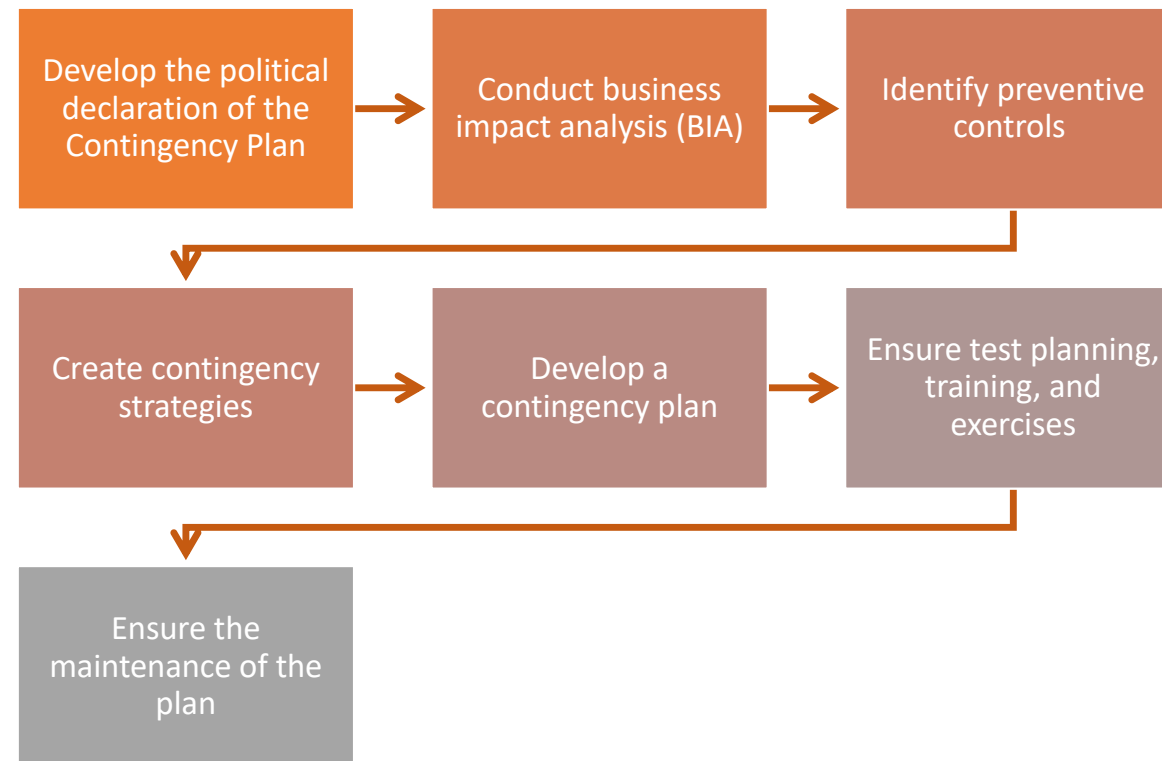 Develop the political
declaration of the
Contingency Plan
Conduct business
impact analysis (BIA)
Identify preventive
controls
Create contingency
strategies
Develop a
contingency plan
Ensure test planning,
training, and
exercises
Ensure the
maintenance of the
plan